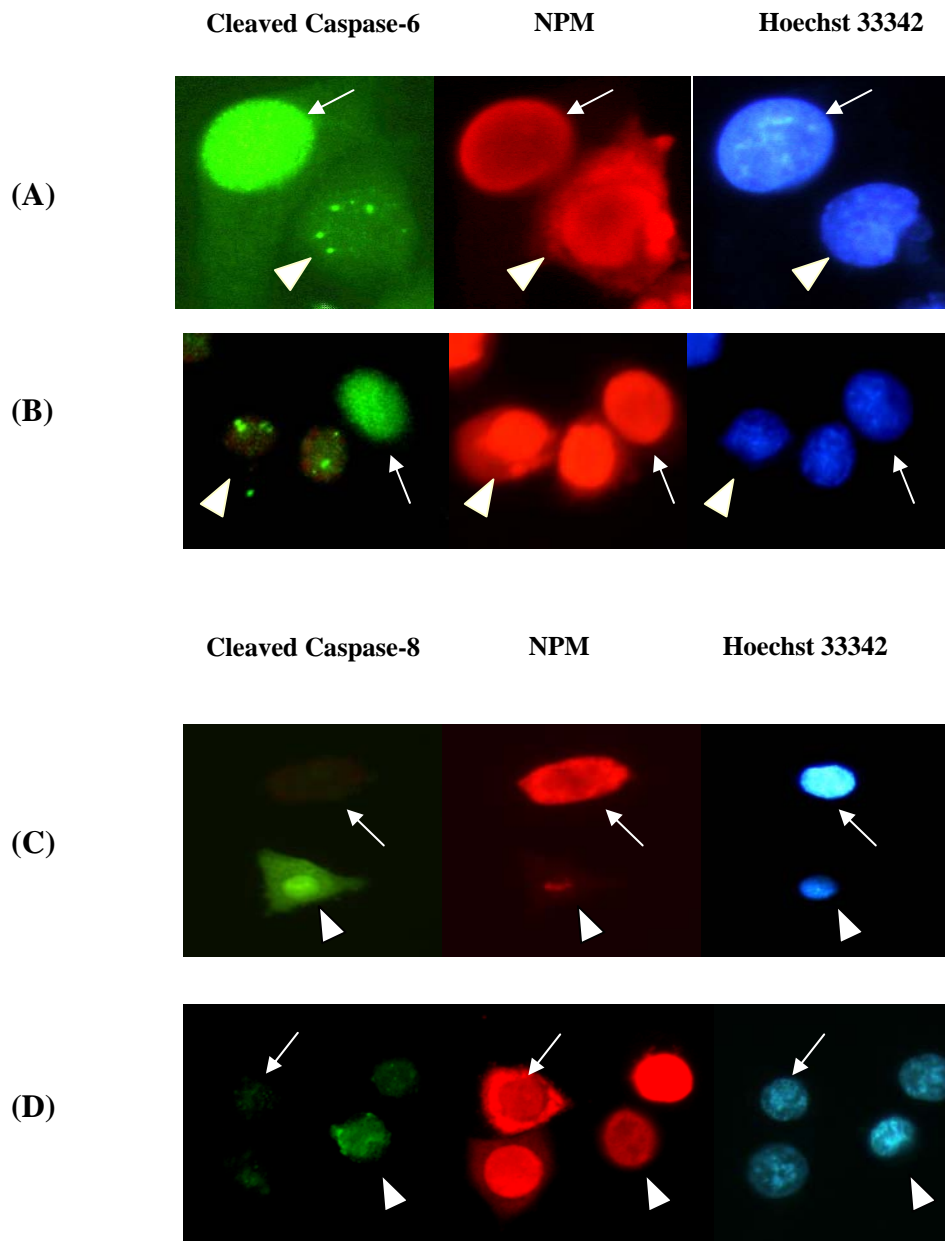 Cleaved Caspase-6 NPM Hoechst 33342
(A)
(B)
Cleaved Caspase-8 NPM Hoechst 33342
(C)
(D)